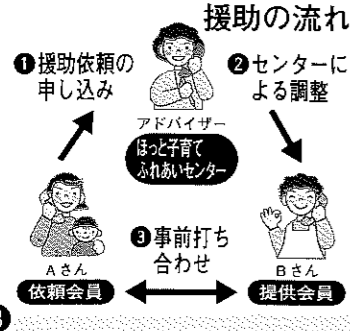 援助の流れ
❶援助依頼の
申し込み
❷センターに
よる調整
アドバイザー
ほっと子育て
ふれあいセンター
❸事前打ち
合わせ
Aさん
依頼会員
Bさん
提供会員